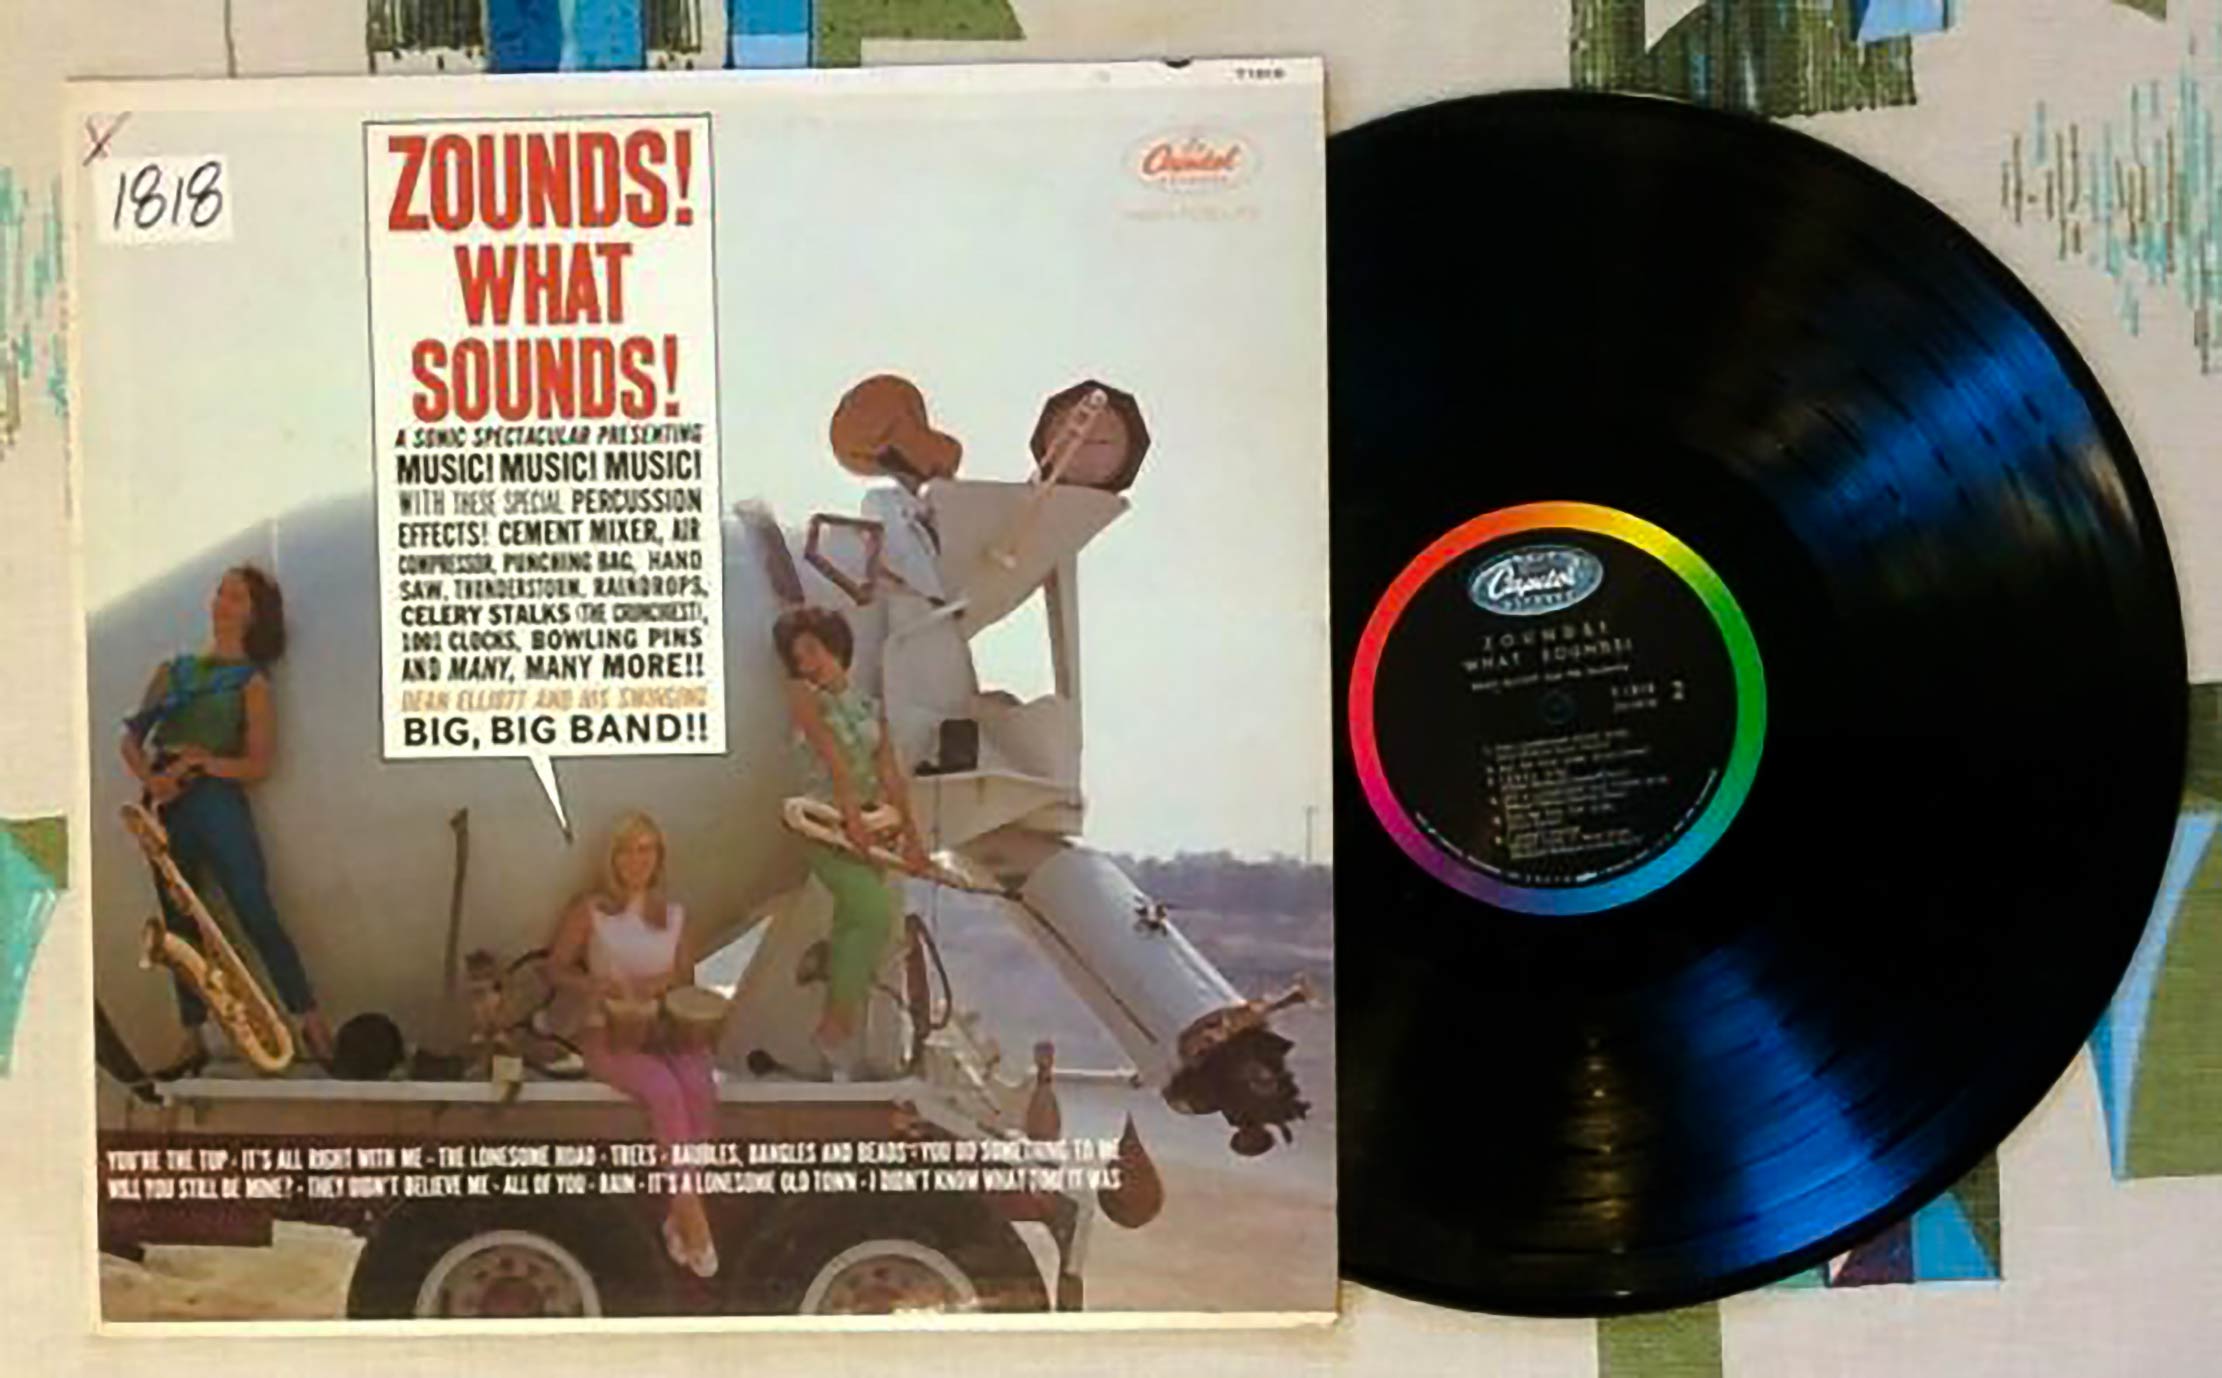 T1818
1818
Capitol
ZOUNDS!
WHAT
SOUNDS!
A SONIC SPECTACULAR PRESENTING
MUSIC! MUSIC! MUSIC!
WITH THESE SPECIAL PERCUSSION
EFFECTS! CEMENT MIXER, AIR
COMPRESSOR, PUNCHING BAG, HAND
SAW, THUNDERSTORM, RAINDROPS,
CELERY STALKS (THE CRUNCHIEST),
1001 CLOCKS, BOWLING PINS
AND MANY, MANY MORE!!
DEAN ELLIOTT AND HIS SWINGING
BIG, BIG BAND!!
YOU'RE THE TOP · IT'S ALL RIGHT WITH ME · THE LONESOME ROAD · TREES · BAUBLES, BANGLES AND BEADS · YOU DO SOMETHING TO ME
WILL YOU STILL BE MINE? · THEY DIDN'T BELIEVE ME · ALL OF YOU · RAIN · IT'S A LONESOME OLD TOWN · I DIDN'T KNOW WHAT TIME IT WAS
Capitol
RECORDS
ZOUNDS!
WHAT SOUNDS!
2